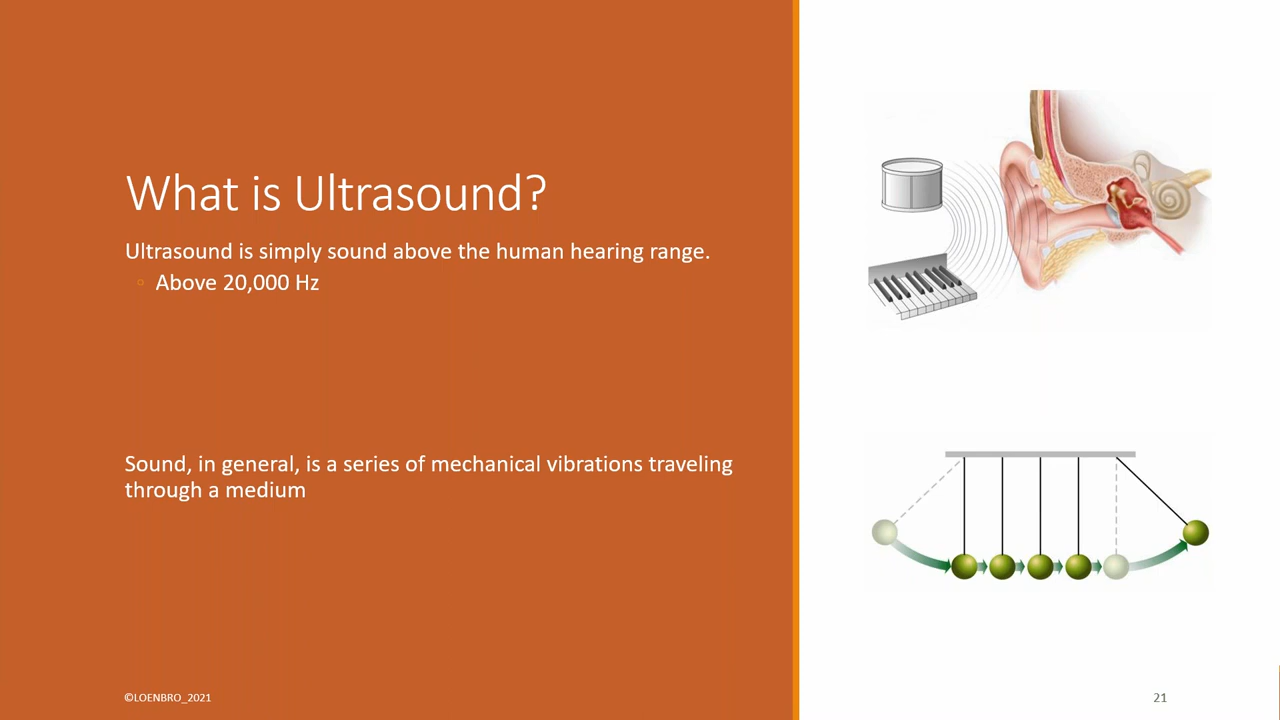 What is Ultrasound?
Ultrasound is simply sound above the human hearing range.
◦ Above 20,000 Hz
Sound, in general, is a series of mechanical vibrations traveling
through a medium
©LOENBRO_2021
21